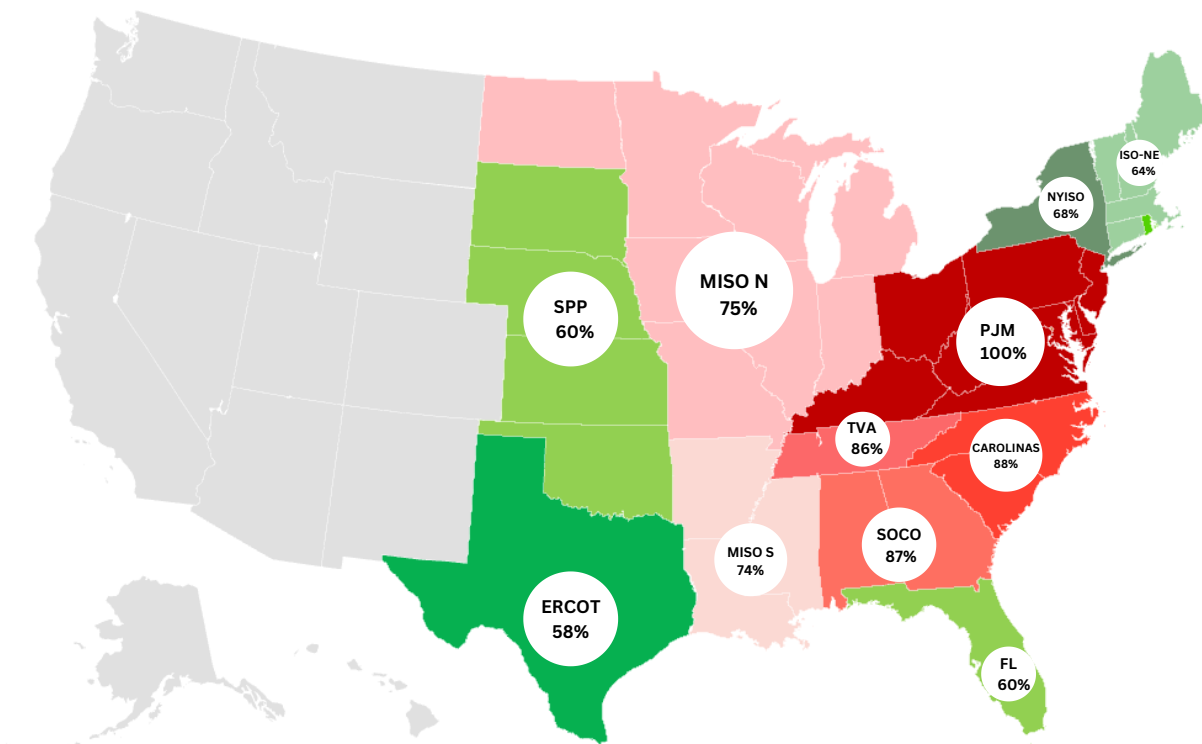 ISO-NE
64%
NYISO
68%
MISO N
75%
SPP
60%
PJM
100%
TVA
86%
CAROLINAS
88%
SOCO
87%
MISO S
74%
ERCOT
58%
FL
60%